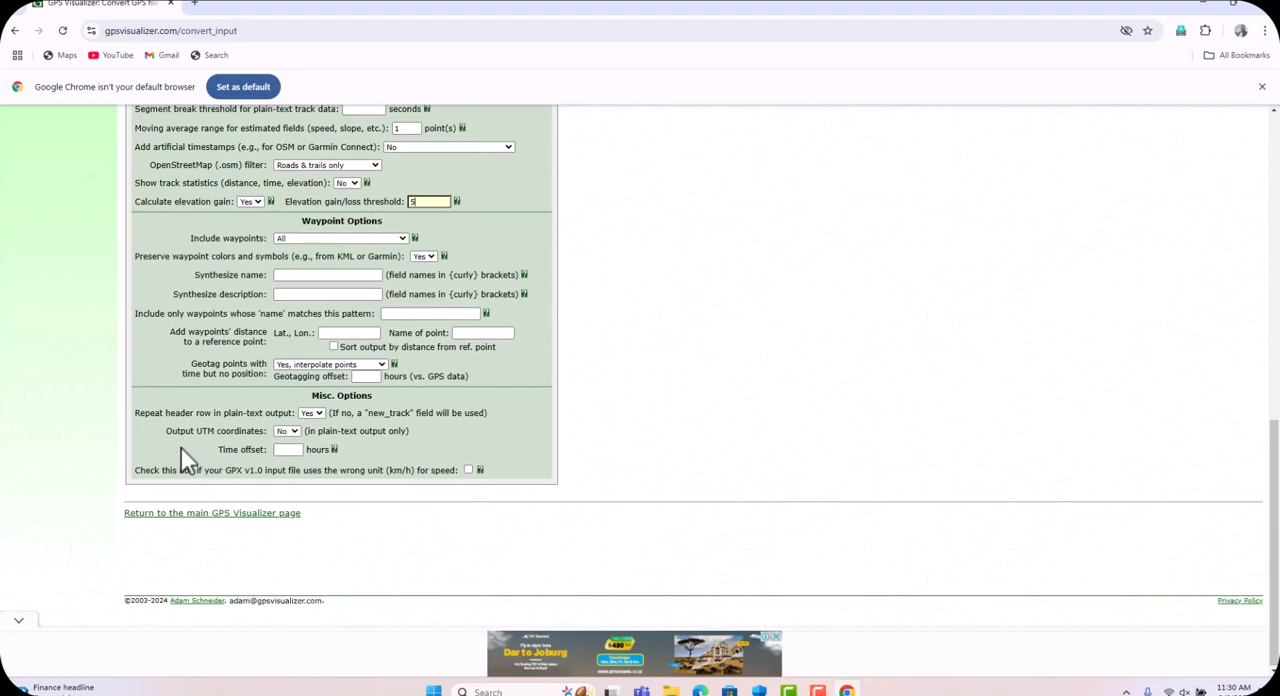 GPS Visualizer: Convert GPS file
gpsvisualizer.com/convert_input
Maps YouTube Gmail Search All Bookmarks
Google Chrome isn't your default browser Set as default
Segment break threshold for plain-text track data: seconds
Moving average range for estimated fields (speed, slope, etc.): 1 point(s)
Add artificial timestamps (e.g., for OSM or Garmin Connect): No
OpenStreetMap (.osm) filter: Roads & trails only
Show track statistics (distance, time, elevation): No
Calculate elevation gain: Yes Elevation gain/loss threshold: 5
Waypoint Options
Include waypoints: All
Preserve waypoint colors and symbols (e.g., from KML or Garmin): Yes
Synthesize name: (field names in {curly} brackets)
Synthesize description: (field names in {curly} brackets)
Include only waypoints whose 'name' matches this pattern:
Add waypoints' distance
to a reference point: Lat., Lon.: Name of point:
Sort output by distance from ref. point
Geotag points with
time but no position: Yes, interpolate points
Geotagging offset: hours (vs. GPS data)
Misc. Options
Repeat header row in plain-text output: Yes (If no, a "new_track" field will be used)
Output UTM coordinates: No (in plain-text output only)
Time offset: hours
Check this if your GPX v1.0 input file uses the wrong unit (km/h) for speed:
Return to the main GPS Visualizer page
©2003-2024 Adam Schneider, adam@gpsvisualizer.com. Privacy Policy
Dar to Joburg
$430
Finance headline Search 11:30 AM